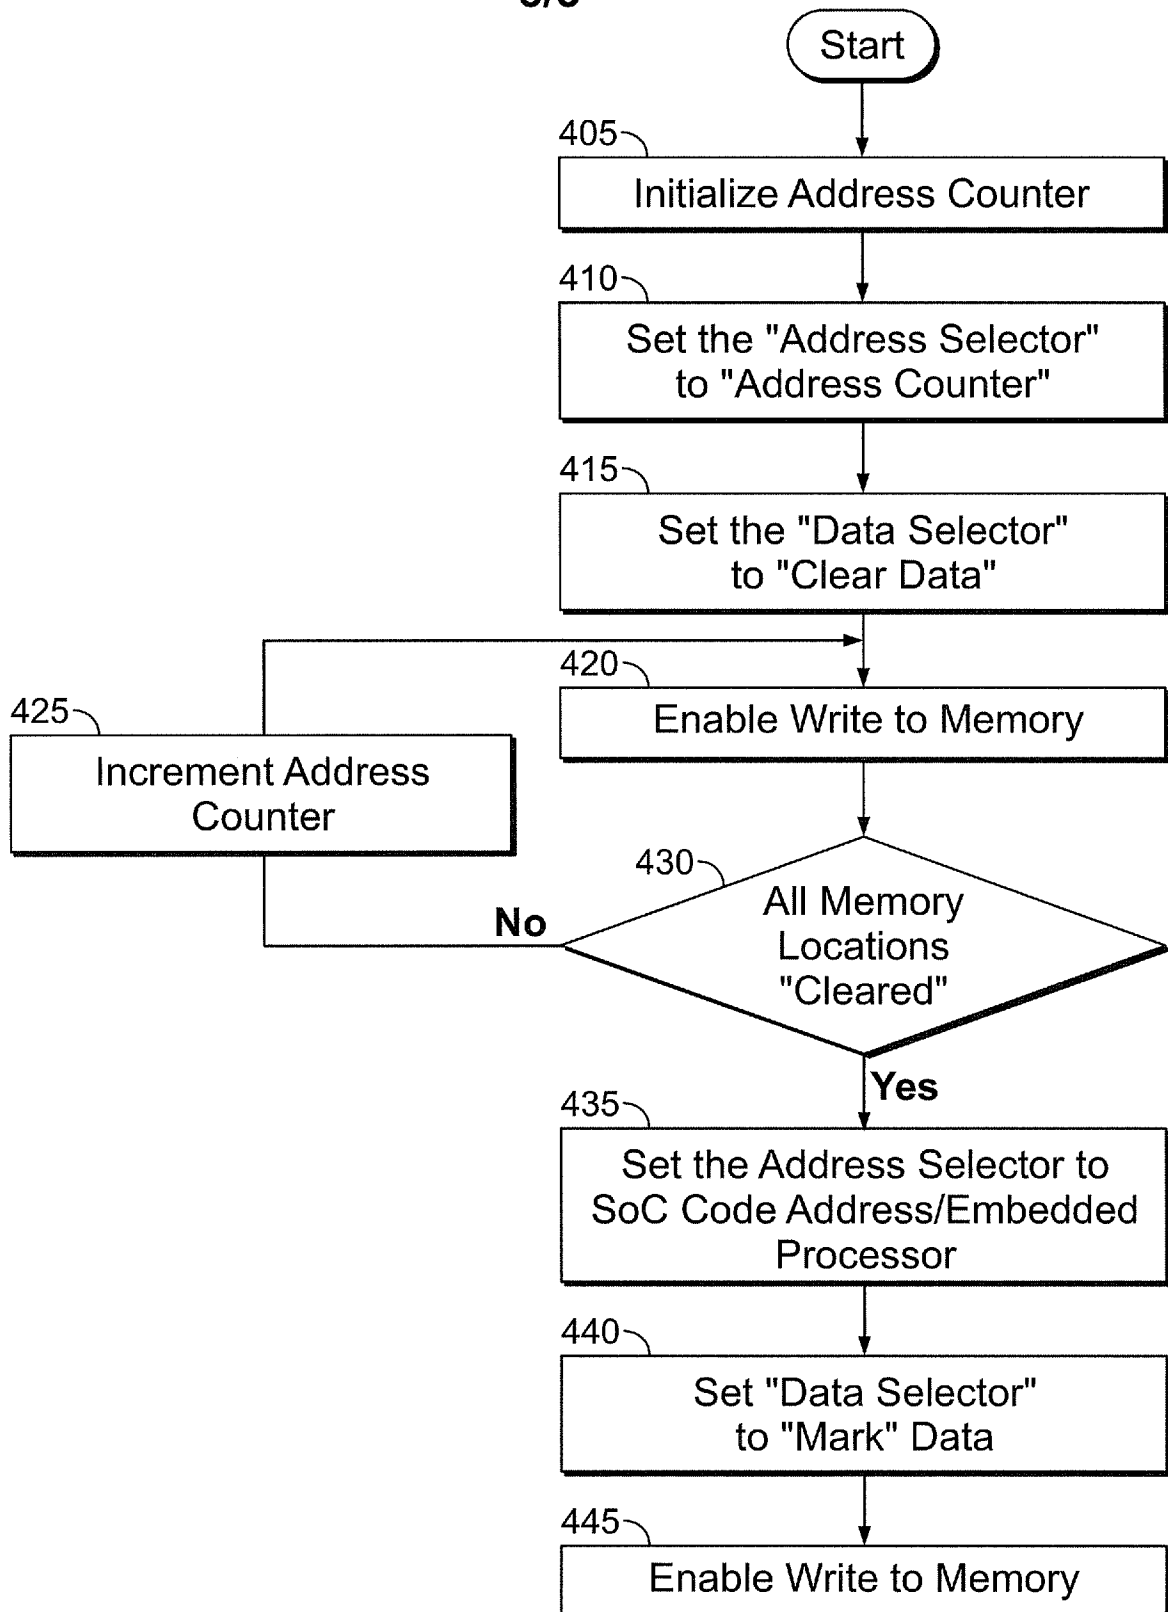 Start
405
Initialize Address Counter
410
Set the "Address Selector"
to "Address Counter"
415
Set the "Data Selector"
to "Clear Data"
420
Enable Write to Memory
425
Increment Address
Counter
430
All Memory
Locations
"Cleared"
No
Yes
435
Set the Address Selector to
SoC Code Address/Embedded
Processor
440
Set "Data Selector"
to "Mark" Data
445
Enable Write to Memory